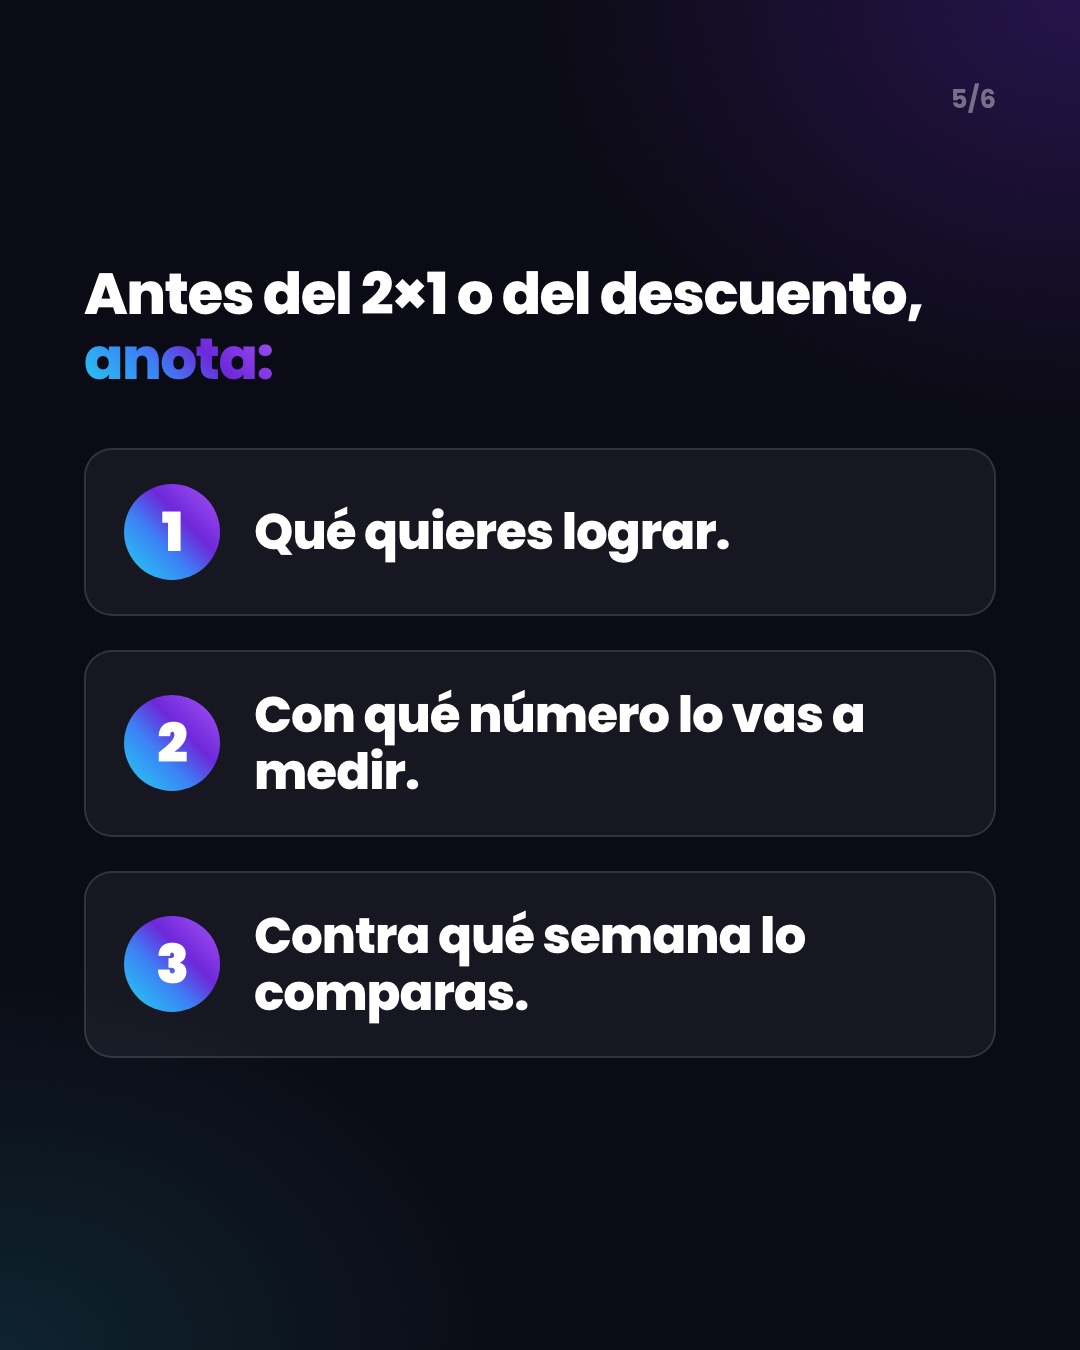 5/6
Antes del 2×1 o del descuento,
anota:
1
Qué quieres lograr.
2
Con qué número lo vas a
medir.
3
Contra qué semana lo
comparas.